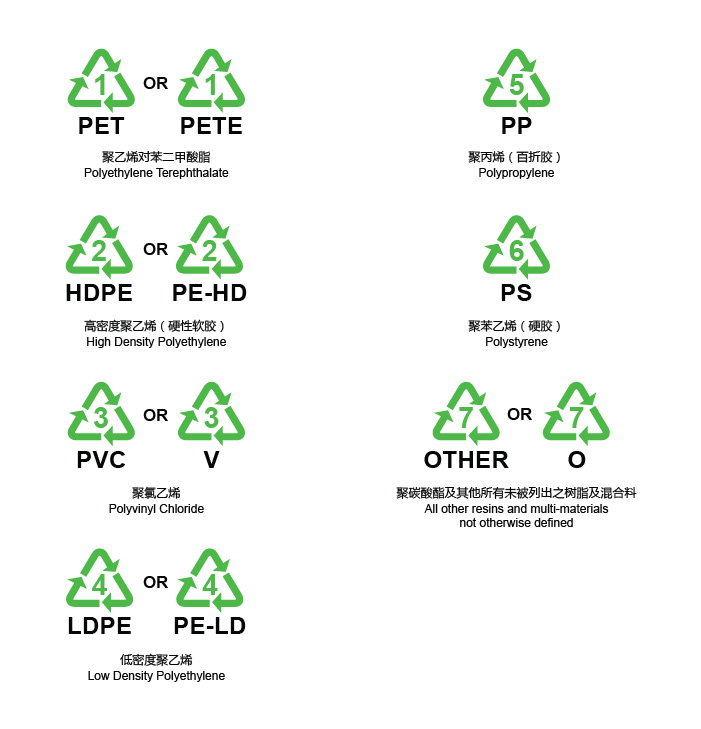 1 OR 1
PET PETE
聚乙烯对苯二甲酸脂
Polyethylene Terephthalate
2 OR 2
HDPE PE-HD
高密度聚乙烯（硬性软胶）
High Density Polyethylene
3 OR 3
PVC V
聚氯乙烯
Polyvinyl Chloride
4 OR 4
LDPE PE-LD
低密度聚乙烯
Low Density Polyethylene
5
PP
聚丙烯（百折胶）
Polypropylene
6
PS
聚苯乙烯（硬胶）
Polystyrene
7 OR 7
OTHER O
聚碳酸酯及其他所有未被列出之树脂及混合料
All other resins and multi-materials
not otherwise defined